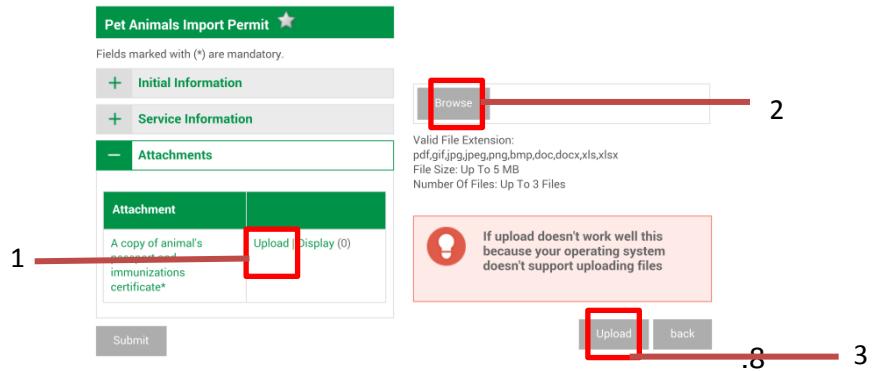 Pet Animals Import Permit
Fields marked with (*) are mandatory.
+ Initial Information
+ Service Information
− Attachments
Attachment
A copy of animal's
passport and
immunizations
certificate*
Upload | Display (0)
Submit
1
Browse
2
Valid File Extension:
pdf,gif,jpg,jpeg,png,bmp,doc,docx,xls,xlsx
File Size: Up To 5 MB
Number Of Files: Up To 3 Files
If upload doesn't work well this
because your operating system
doesn't support uploading files
Upload
back
3
.8